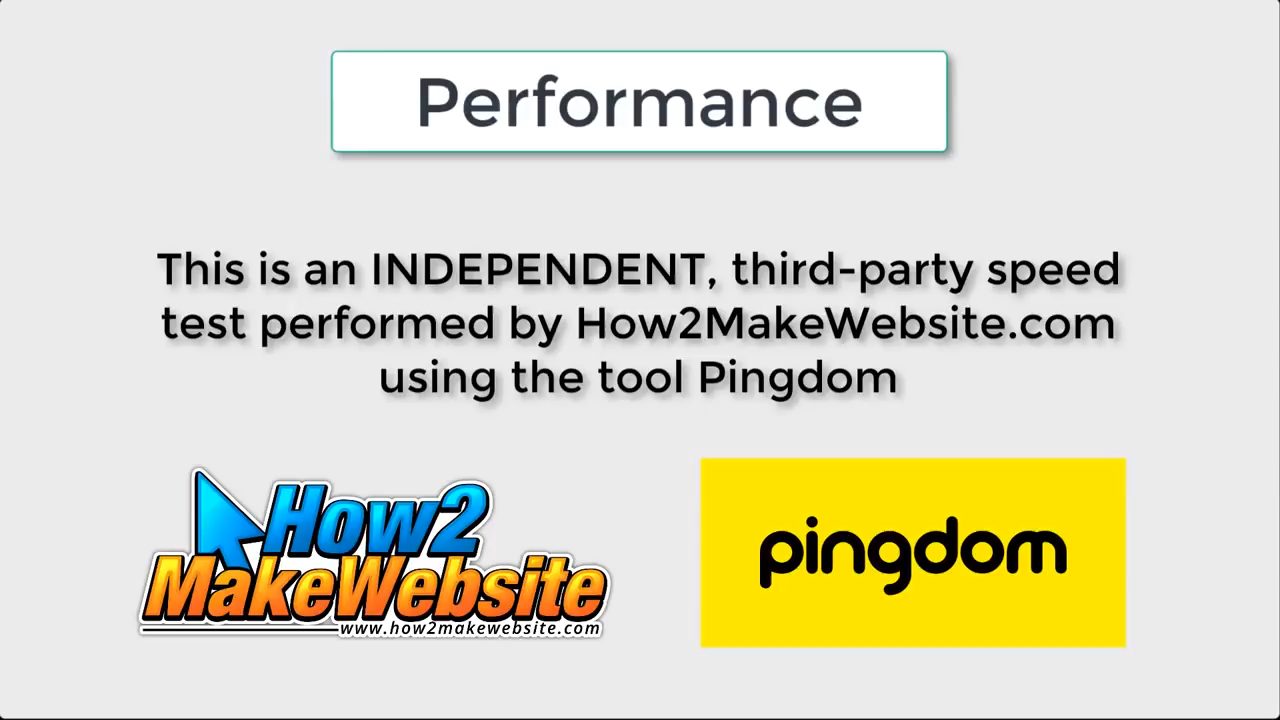 Performance
This is an INDEPENDENT, third-party speed
test performed by How2MakeWebsite.com
using the tool Pingdom
How2
MakeWebsite
www.how2makewebsite.com
pingdom